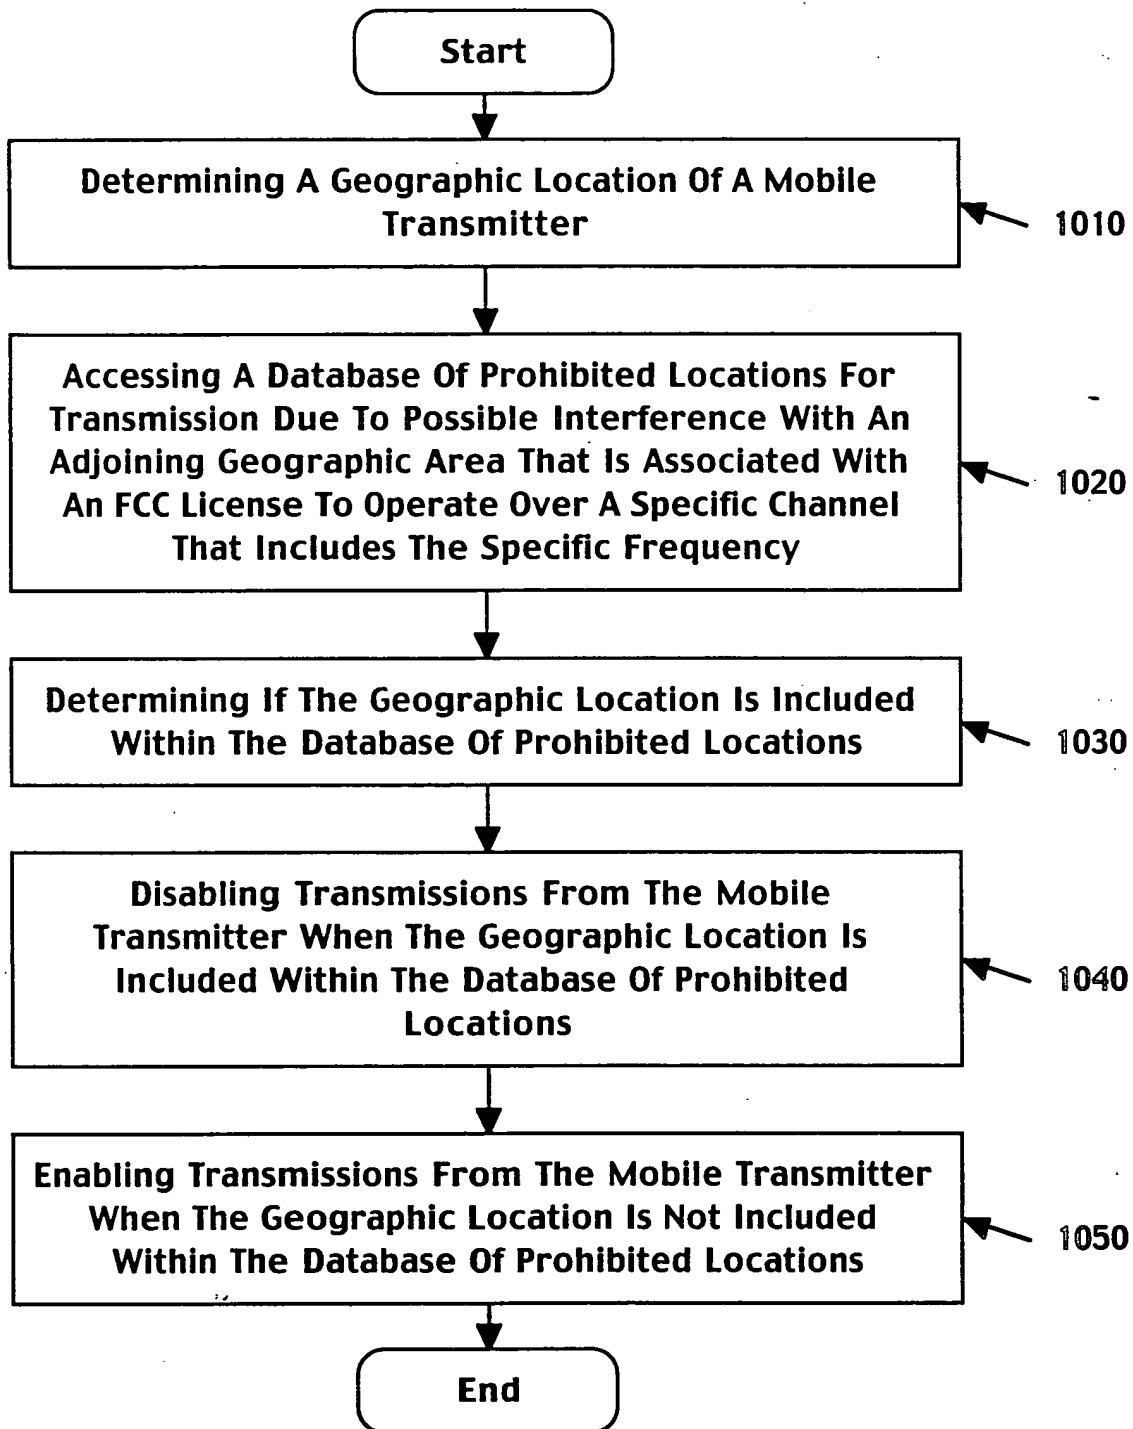 Start
Determining A Geographic Location Of A Mobile
Transmitter
1010
Accessing A Database Of Prohibited Locations For
Transmission Due To Possible Interference With An
Adjoining Geographic Area That Is Associated With
An FCC License To Operate Over A Specific Channel
That Includes The Specific Frequency
1020
Determining If The Geographic Location Is Included
Within The Database Of Prohibited Locations
1030
Disabling Transmissions From The Mobile
Transmitter When The Geographic Location Is
Included Within The Database Of Prohibited
Locations
1040
Enabling Transmissions From The Mobile Transmitter
When The Geographic Location Is Not Included
Within The Database Of Prohibited Locations
1050
End